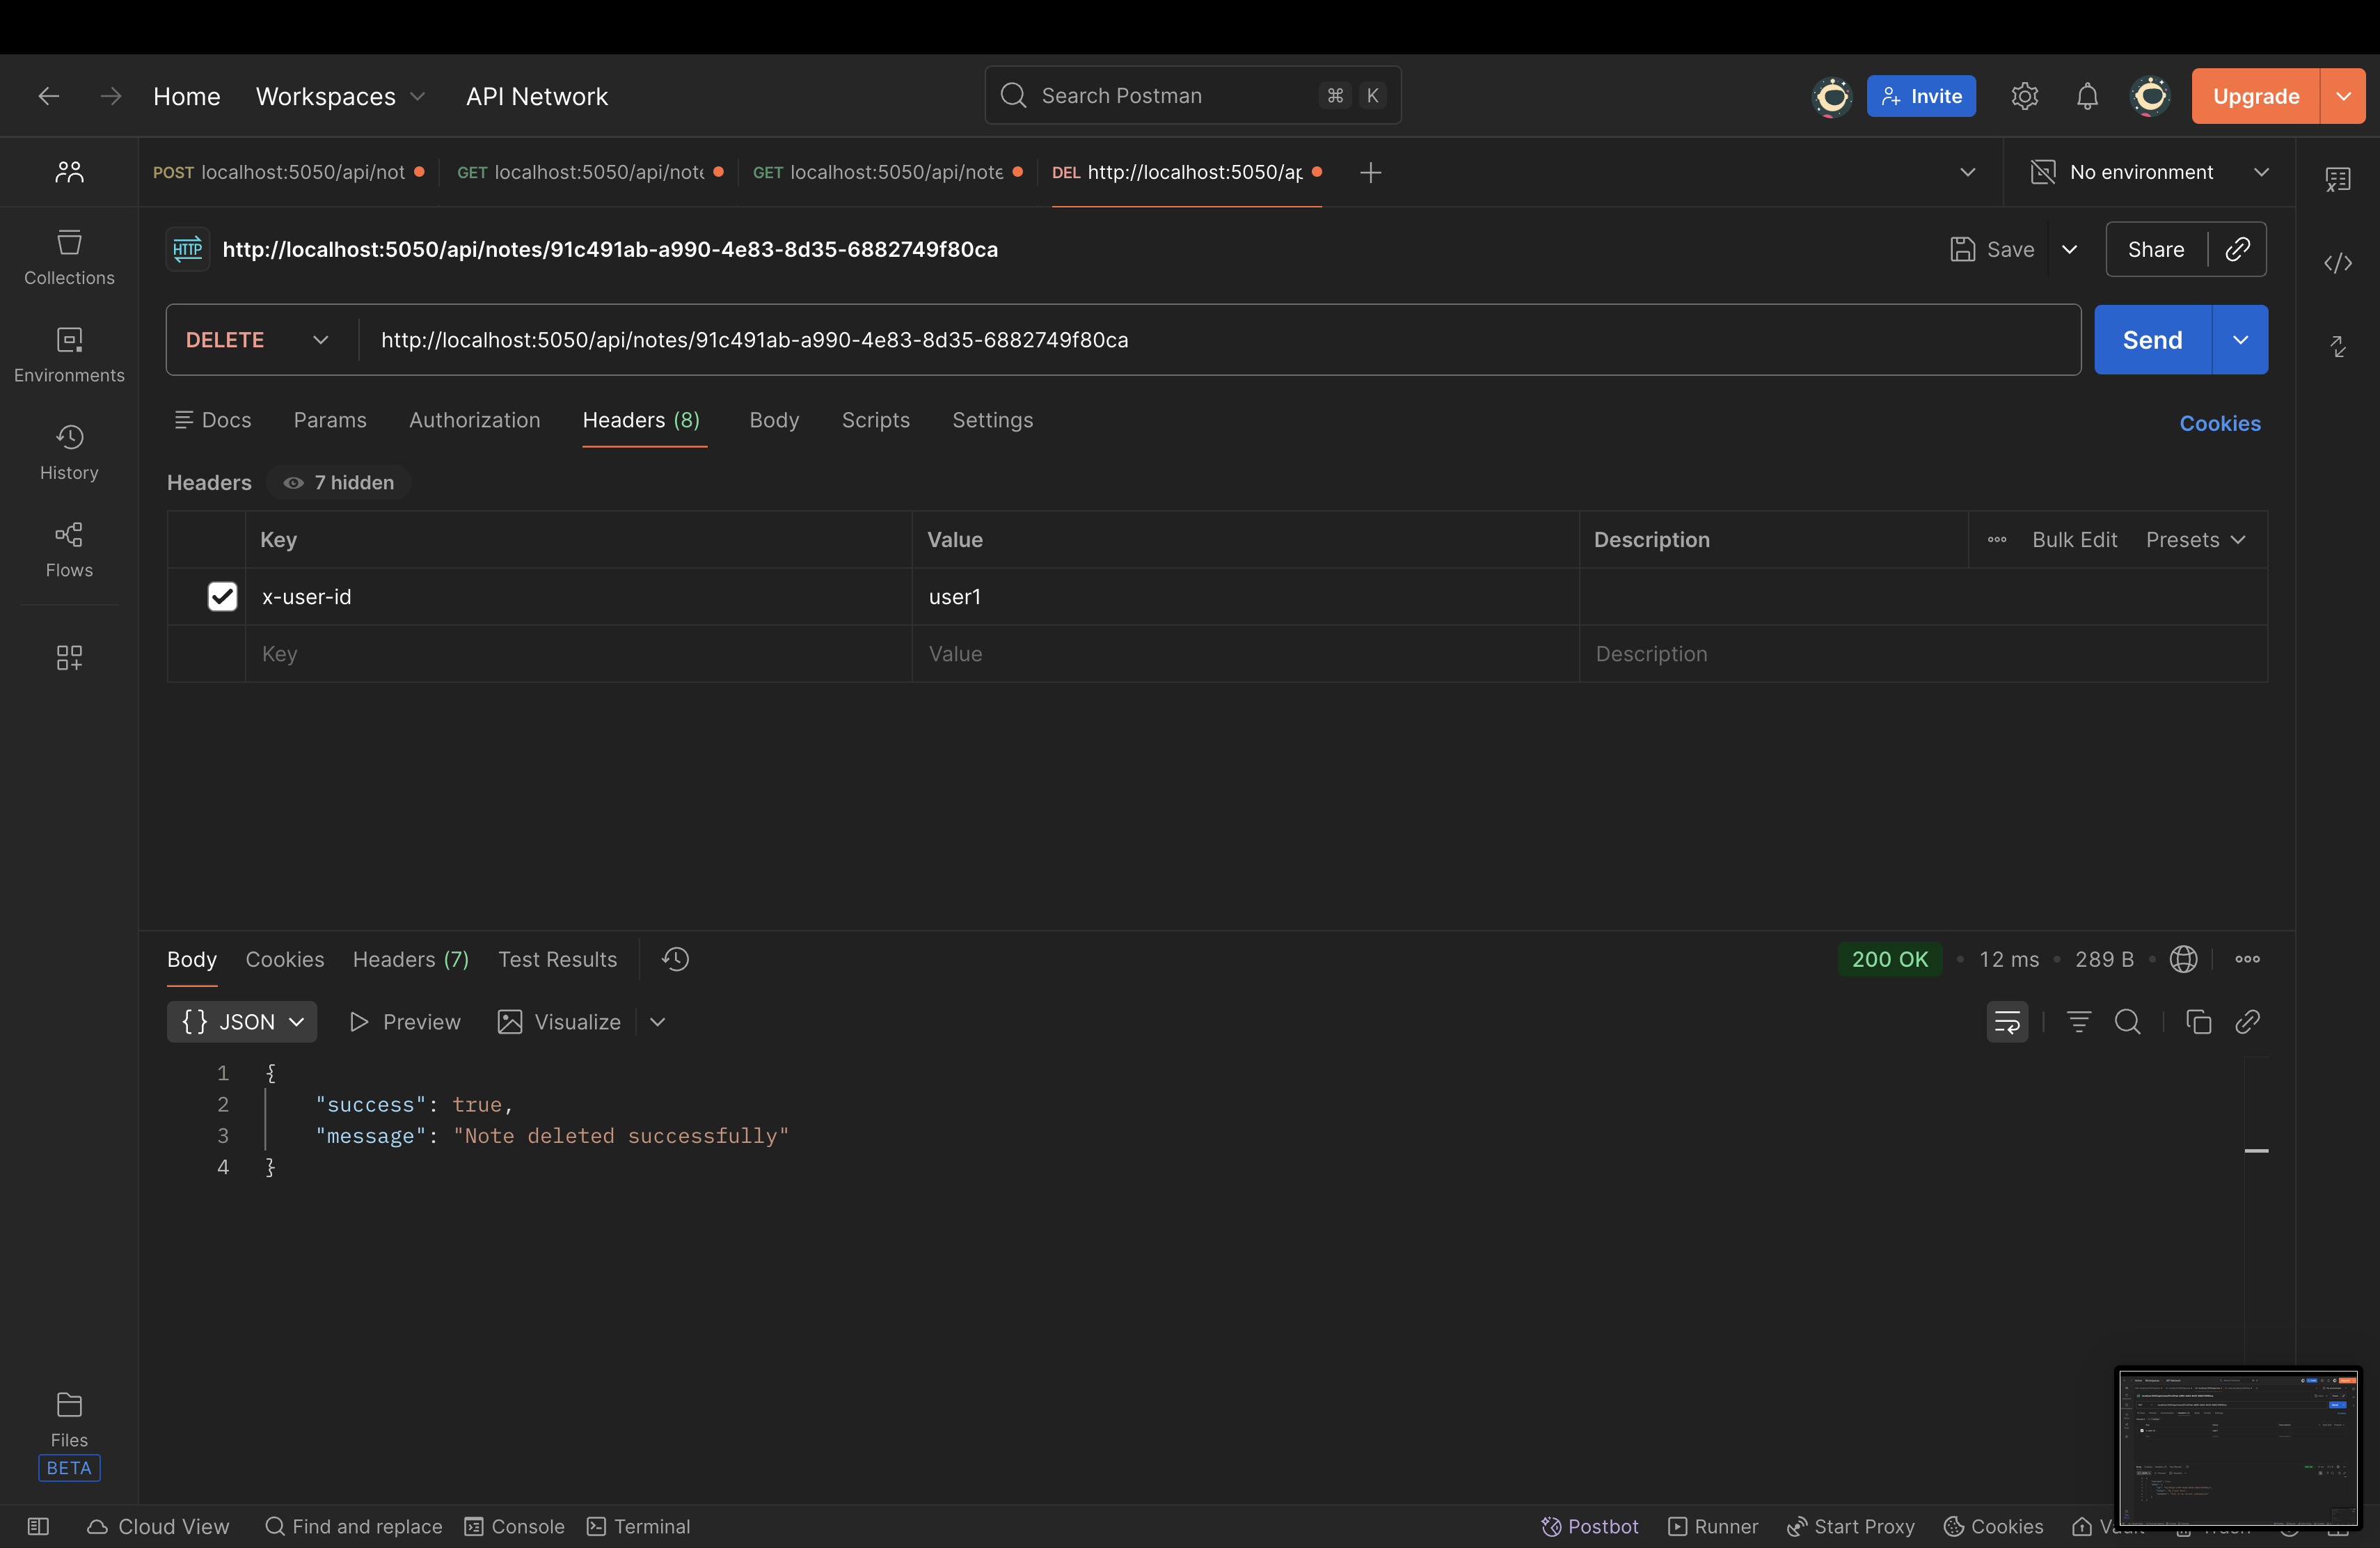 Home Workspaces API Network Search Postman ⌘ K Invite Upgrade
POST localhost:5050/api/not GET localhost:5050/api/note GET localhost:5050/api/note DEL http://localhost:5050/ap No environment
HTTP http://localhost:5050/api/notes/91c491ab-a990-4e83-8d35-6882749f80ca Save Share
Collections
DELETE http://localhost:5050/api/notes/91c491ab-a990-4e83-8d35-6882749f80ca Send
Environments
Docs Params Authorization Headers (8) Body Scripts Settings Cookies
History
Headers 7 hidden
Key Value Description Bulk Edit Presets
Flows
x-user-id user1
Key Value Description
Body Cookies Headers (7) Test Results 200 OK • 12 ms • 289 B
{} JSON Preview Visualize
1 {
2 "success": true,
3 "message": "Note deleted successfully"
4 }
Files
BETA
Cloud View Find and replace Console Terminal Postbot Runner Start Proxy Cookies